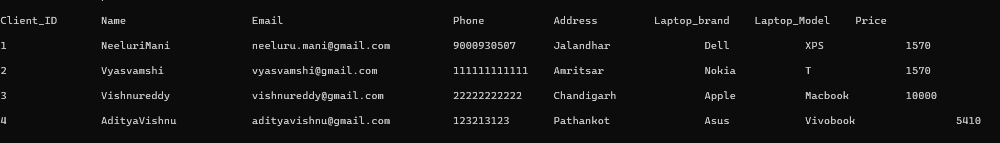 Client_ID Name Email Phone Address Laptop_brand Laptop_Model Price
1 NeeluriMani neeluru.mani@gmail.com 9000930507 Jalandhar Dell XPS 1570
2 Vyasvamshi vyasvamshi@gmail.com 111111111111 Amritsar Nokia T 1570
3 Vishnureddy vishnureddy@gmail.com 22222222222 Chandigarh Apple Macbook 10000
4 AdityaVishnu adityavishnu@gmail.com 123213123 Pathankot Asus Vivobook 5410